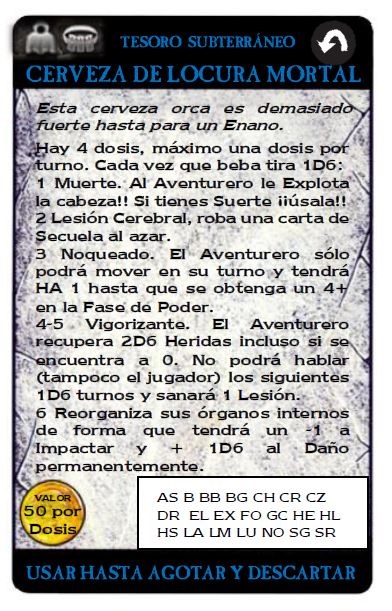 TESORO SUBTERRÁNEO
CERVEZA DE LOCURA MORTAL
Esta cerveza orca es demasiado
fuerte hasta para un Enano.
Hay 4 dosis, máximo una dosis por
turno. Cada vez que beba tira 1D6:
1 Muerte. Al Aventurero le Explota
la cabeza!! Si tienes Suerte ¡¡úsala!!
2 Lesión Cerebral, roba una carta de
Secuela al azar.
3 Noqueado. El Aventurero sólo
podrá mover en su turno y tendrá
HA 1 hasta que se obtenga un 4+
en la Fase de Poder.
4-5 Vigorizante. El Aventurero
recupera 2D6 Heridas incluso si se
encuentra a 0. No podrá hablar
(tampoco el jugador) los siguientes
1D6 turnos y sanará 1 Lesión.
6 Reorganiza sus órganos internos
de forma que tendrá un -1 a
Impactar y + 1D6 al Daño
permanentemente.
VALOR
50 por
Dosis
AS B BB BG CH CR CZ
DR EL EX FO GC HE HL
HS LA LM LU NO SG SR
USAR HASTA AGOTAR Y DESCARTAR